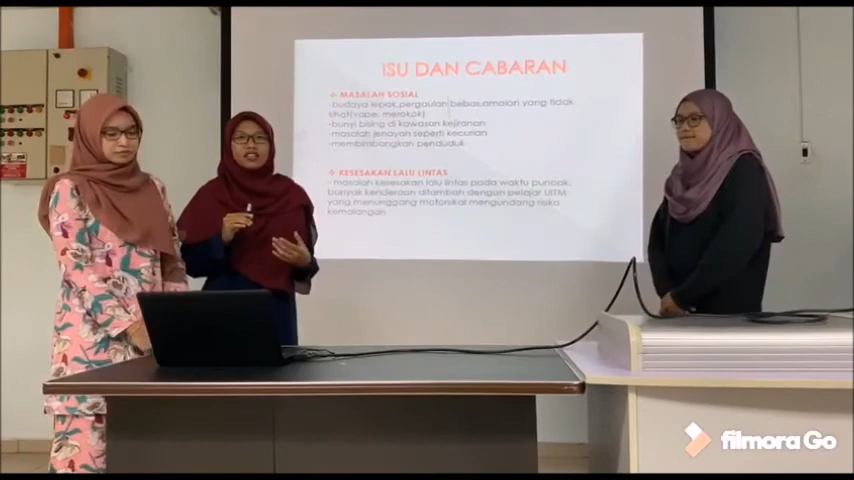 ISU DAN CABARAN
❖ MASALAH SOSIAL
-budaya lepak,pergaulan bebas,amalan yang tidak
sihat(vape, merokok)
-bunyi bising di kawasan kejiranan
-masalah jenayah seperti kecurian
-membimbangkan penduduk
❖ KESESAKAN LALU LINTAS
-masalah kesesakan lalu lintas pada waktu puncak,
banyak kenderaan ditambah dengan pelajar UiTM
yang menunggang motorsikal mengundang risiko
kemalangan
filmora Go